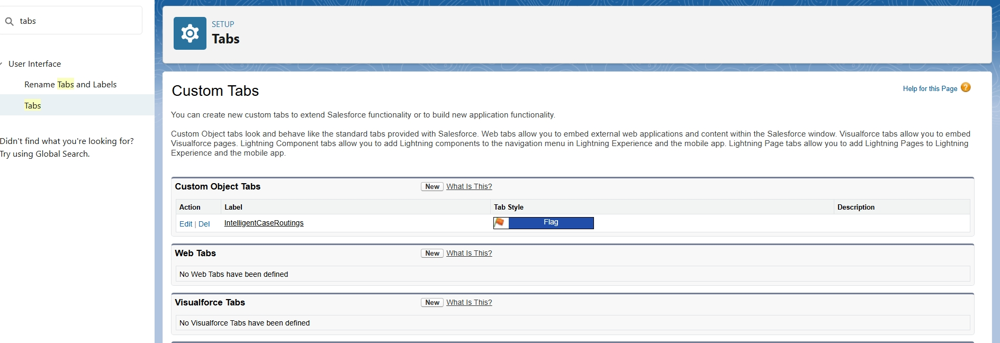 tabs
User Interface
Rename Tabs and Labels
Tabs
Didn't find what you're looking for?
Try using Global Search.
SETUP
Tabs
Custom Tabs
Help for this Page ?
You can create new custom tabs to extend Salesforce functionality or to build new application functionality.
Custom Object tabs look and behave like the standard tabs provided with Salesforce. Web tabs allow you to embed external web applications and content within the Salesforce window. Visualforce tabs allow you to embed
Visualforce pages. Lightning Component tabs allow you to add Lightning components to the navigation menu in Lightning Experience and the mobile app. Lightning Page tabs allow you to add Lightning Pages to Lightning
Experience and the mobile app.
Custom Object Tabs New What Is This?
Action Label Tab Style Description
Edit | Del IntelligentCaseRoutings Flag
Web Tabs New What Is This?
No Web Tabs have been defined
Visualforce Tabs New What Is This?
No Visualforce Tabs have been defined